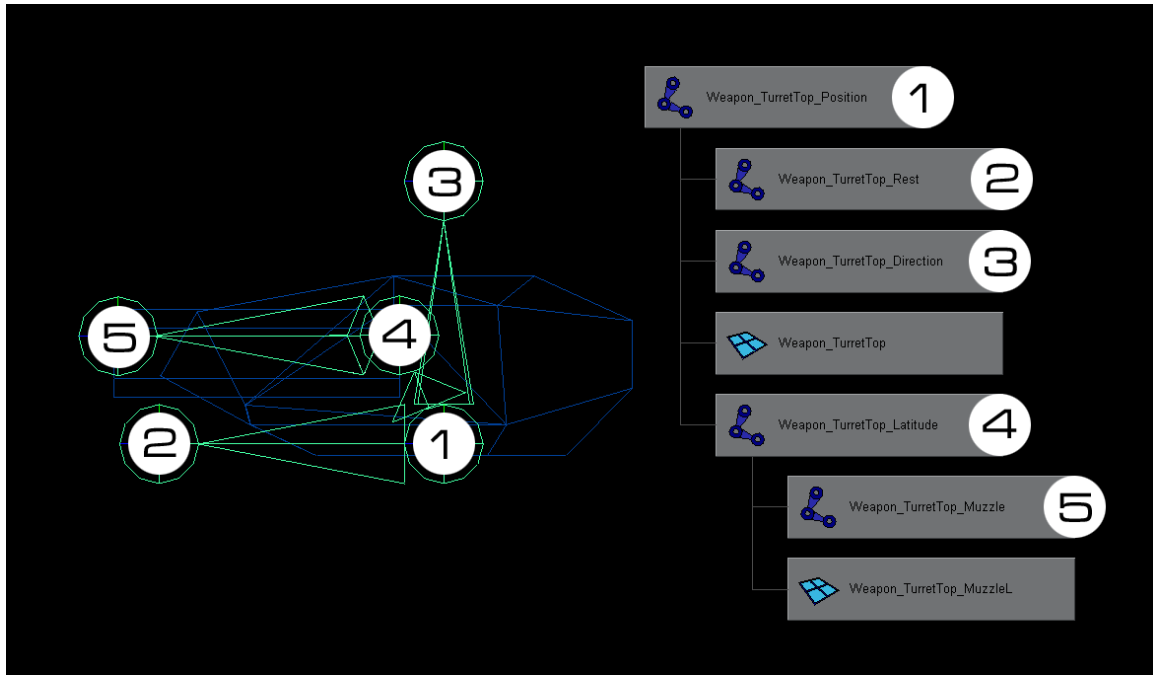 Weapon_TurretTop_Position 1
Weapon_TurretTop_Rest 2
3
Weapon_TurretTop_Direction 3
5
4
Weapon_TurretTop
Weapon_TurretTop_Latitude 4
2
1
Weapon_TurretTop_Muzzle 5
Weapon_TurretTop_MuzzleL